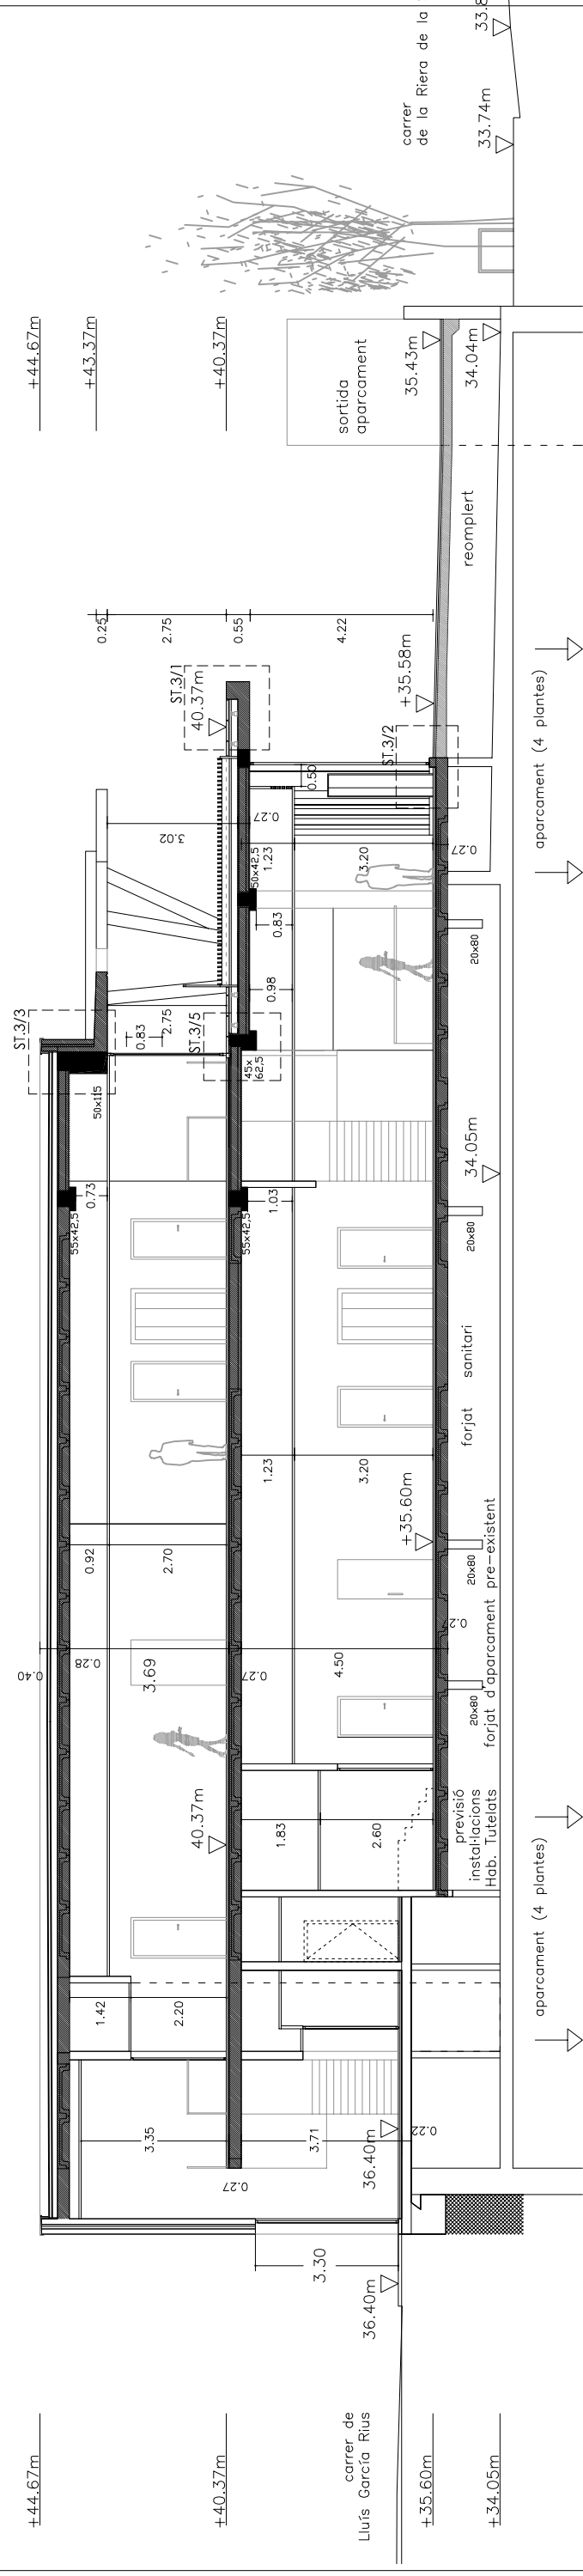 carrer
de la Riera de la
33.74m
+44.67m
+43.37m
+40.37m
sortida
aparcament
35.43m
34.04m
reomplert
0.25
2.75
0.55
4.22
+35.58m
aparcament (4 plantes)
ST.3/1
40.37m
ST.3/2
0.50
3.02
0.27
1.23
50x42,5
3.20
0.27
0.83
20x80
0.98
ST.3/3
0.83
2.75
ST.3/5
50x115
45x
62,5
34.05m
0.73
55x42,5
1.03
55x42,5
20x80
forjat sanitari
1.23
3.20
+35.60m
0.92
2.70
20x80
forjat d'aparcament pre-existent
0.40
0.28
3.69
0.27
4.50
0.27
20x80
40.37m
1.83
2.60
previsió
instal·lacions
Hab. Tutelats
aparcament (4 plantes)
1.42
2.20
3.35
3.71
36.40m
0.22
0.27
3.30
36.40m
carrer de
Lluís García Rius
+44.67m
+40.37m
+35.60m
+34.05m